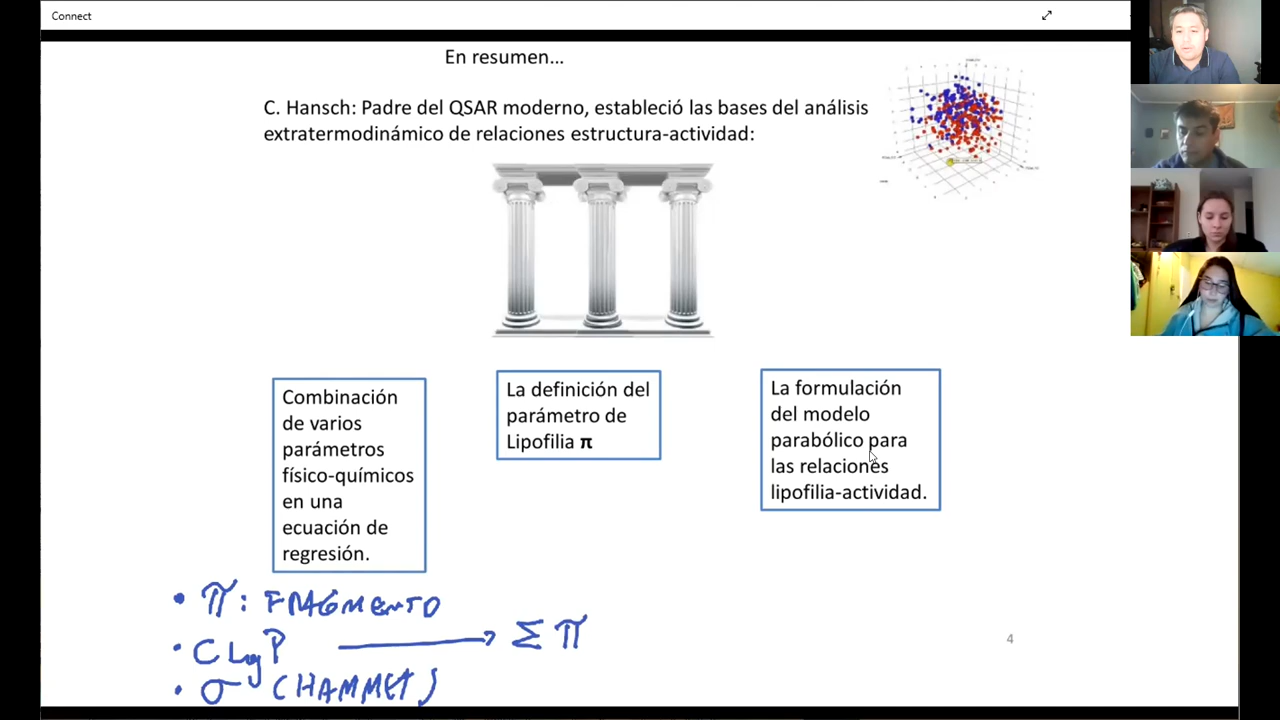 Connect
En resumen...
C. Hansch: Padre del QSAR moderno, estableció las bases del análisis
extratermodinámico de relaciones estructura-actividad:
Combinación
de varios
parámetros
físico-químicos
en una
ecuación de
regresión.
La definición del
parámetro de
Lipofilia π
La formulación
del modelo
parabólico para
las relaciones
lipofilia-actividad.
• π: FRAGMENTO
• CLogP → Σ π
• σ (HAMMET)
4